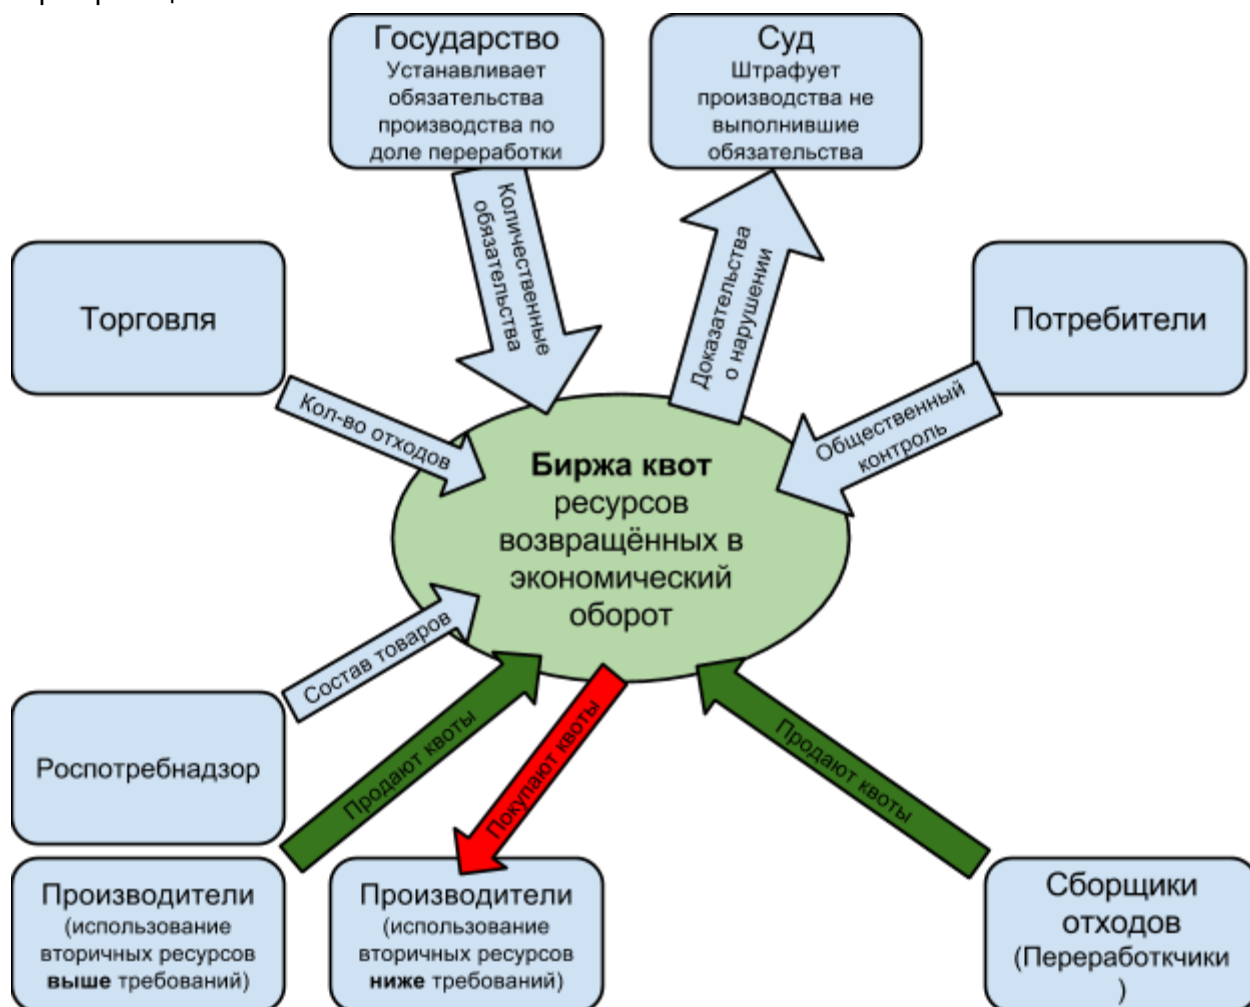 Государство
Устанавливает
обязательства
производства по
доле переработки
Суд
Штрафует
производства не
выполнившие
обязательства
Количественные
обязательства
Доказательства
о нарушении
Торговля
Потребители
Кол-во отходов
Общественный
контроль
Биржа квот
ресурсов
возвращённых в
экономический
оборот
Состав товаров
Роспотребнадзор
Продают квоты
Покупают квоты
Продают квоты
Производители
(использование
вторичных ресурсов
выше требований)
Производители
(использование
вторичных ресурсов
ниже требований)
Сборщики
отходов
(Переработкчики
)